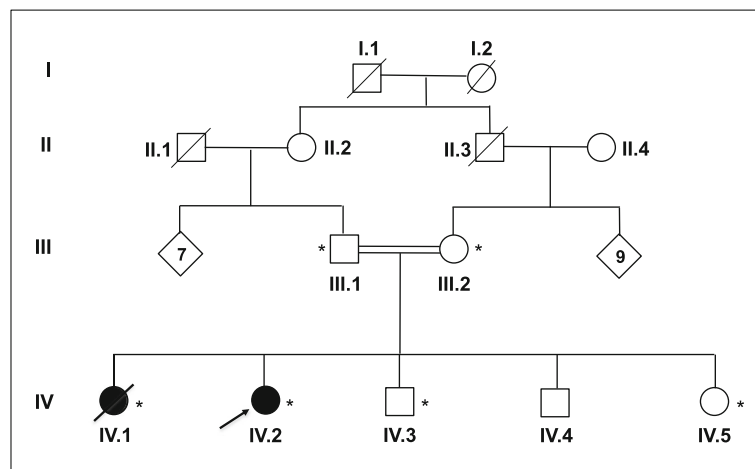 I I.1 I.2
II II.1 II.2 II.3 II.4
III 7 * III.1 III.2 * 9
IV * * * *
IV.1 IV.2 IV.3 IV.4 IV.5